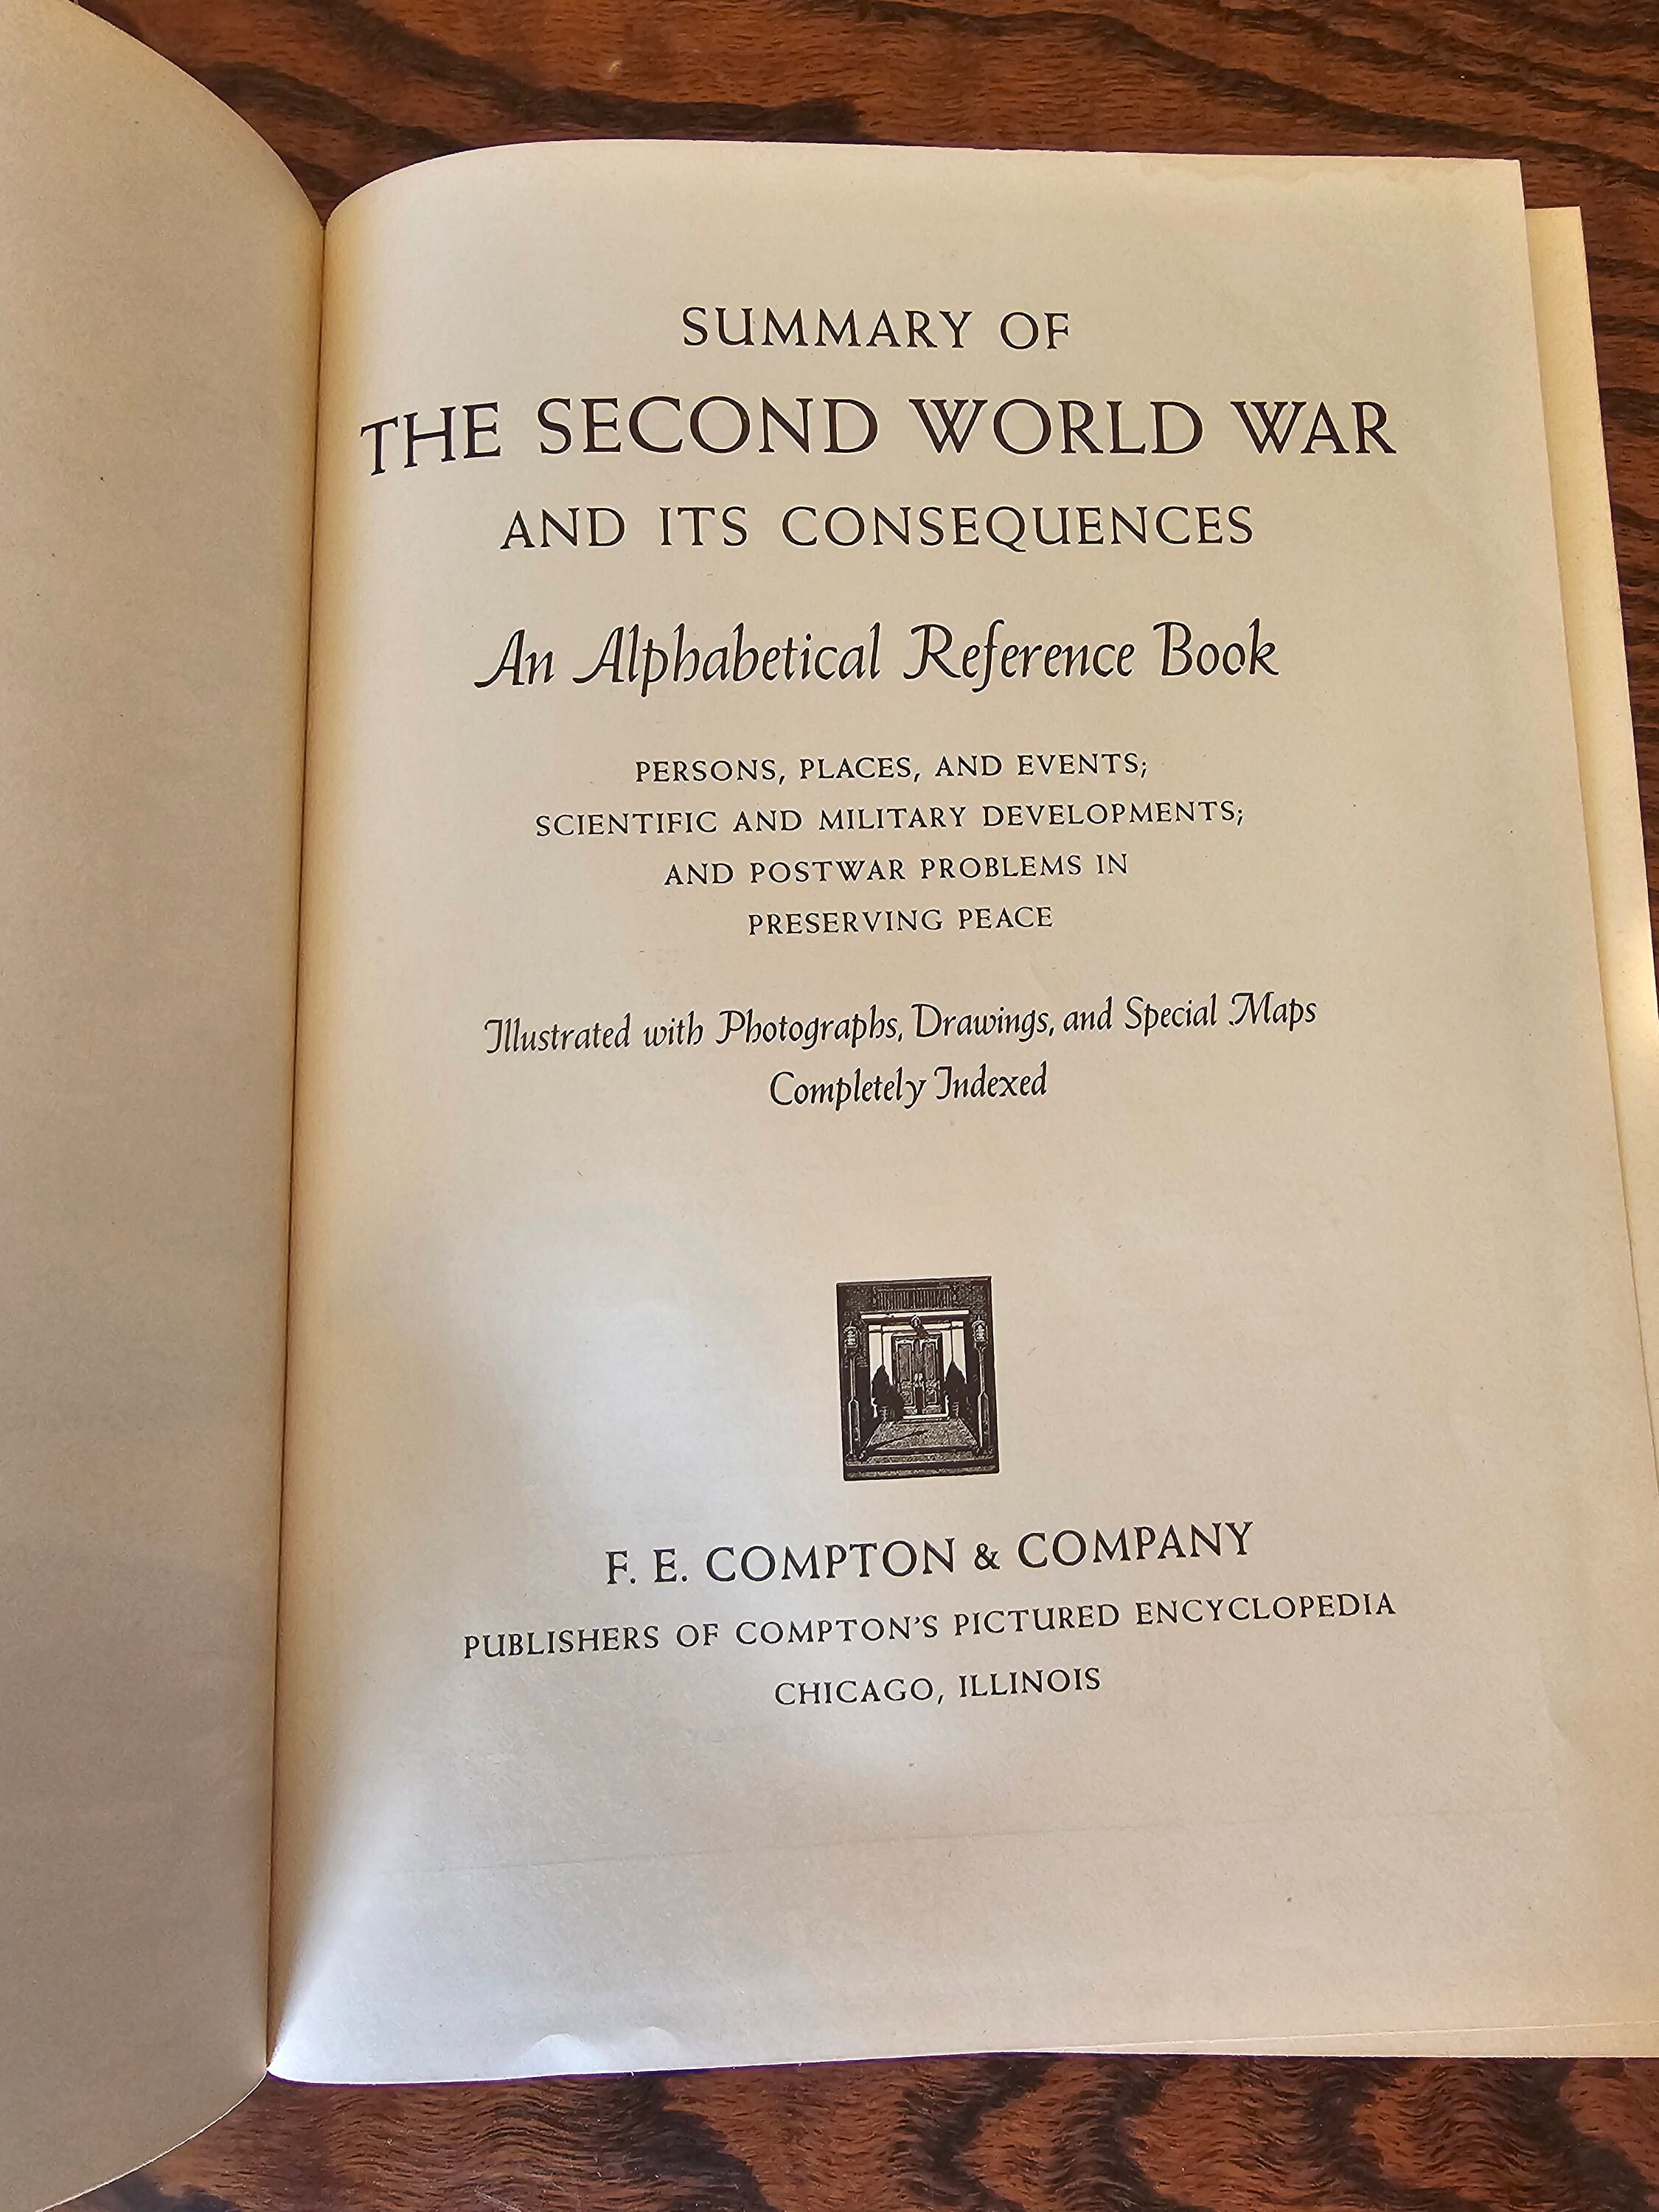 SUMMARY OF
THE SECOND WORLD WAR
AND ITS CONSEQUENCES
An Alphabetical Reference Book
PERSONS, PLACES, AND EVENTS;
SCIENTIFIC AND MILITARY DEVELOPMENTS;
AND POSTWAR PROBLEMS IN
PRESERVING PEACE
Illustrated with Photographs, Drawings, and Special Maps
Completely Indexed
F. E. COMPTON & COMPANY
PUBLISHERS OF COMPTON'S PICTURED ENCYCLOPEDIA
CHICAGO, ILLINOIS